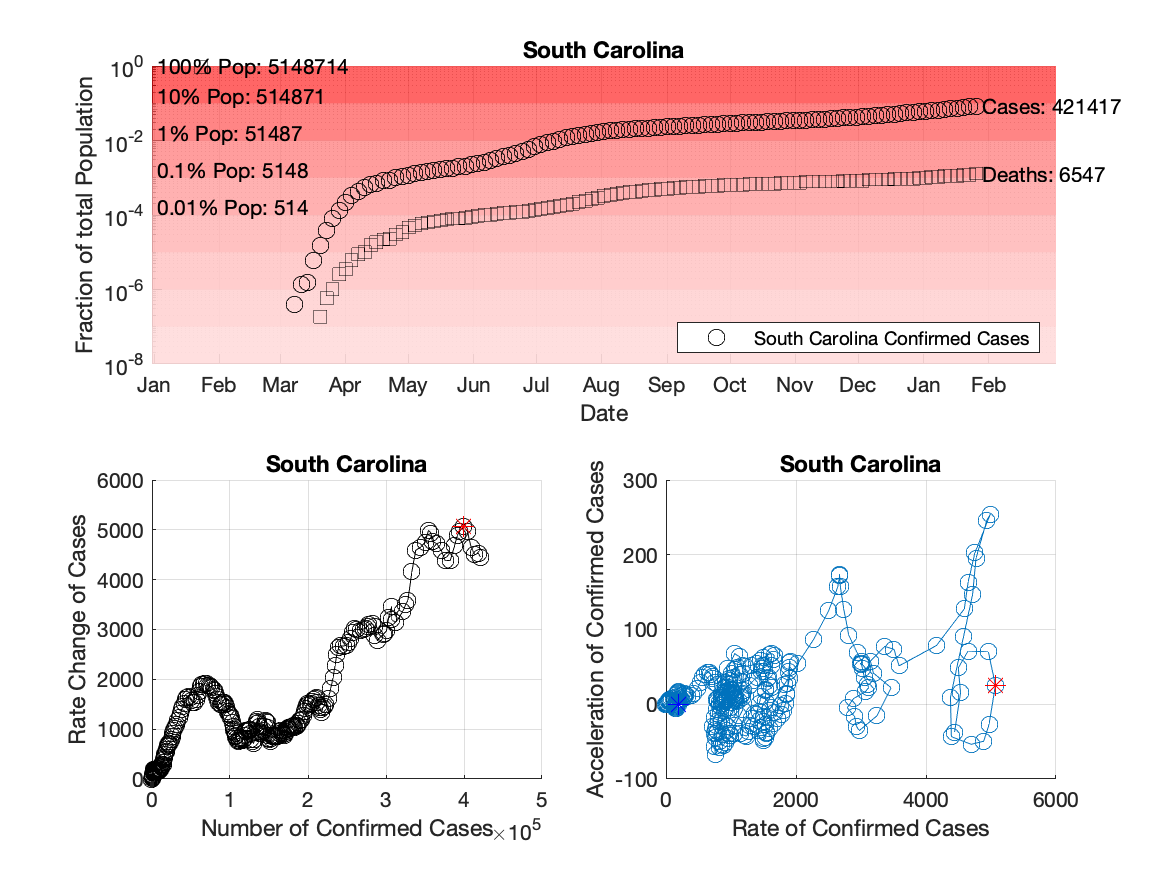 South Carolina
Fraction of total Population
10^0
10^-2
10^-4
10^-6
10^-8
100% Pop: 5148714
10% Pop: 514871
1% Pop: 51487
0.1% Pop: 5148
0.01% Pop: 514
Cases: 421417
Deaths: 6547
South Carolina Confirmed Cases
Jan Feb Mar Apr May Jun Jul Aug Sep Oct Nov Dec Jan Feb
Date
South Carolina
Rate Change of Cases
6000
5000
4000
3000
2000
1000
0
0 1 2 3 4 5
Number of Confirmed Cases ×10^5
South Carolina
Acceleration of Confirmed Cases
300
200
100
0
-100
0 2000 4000 6000
Rate of Confirmed Cases